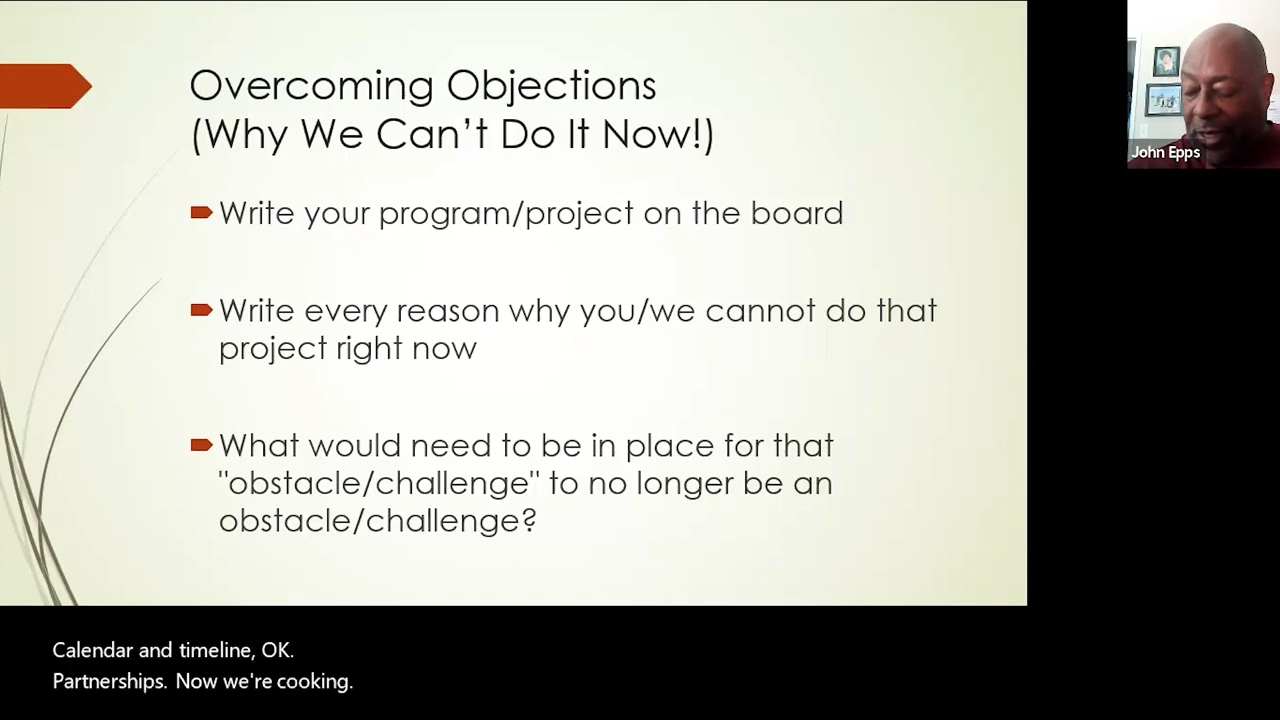 Overcoming Objections
(Why We Can't Do It Now!)
Write your program/project on the board
Write every reason why you/we cannot do that
project right now
What would need to be in place for that
"obstacle/challenge" to no longer be an
obstacle/challenge?
John Epps
Calendar and timeline, OK.
Partnerships. Now we're cooking.